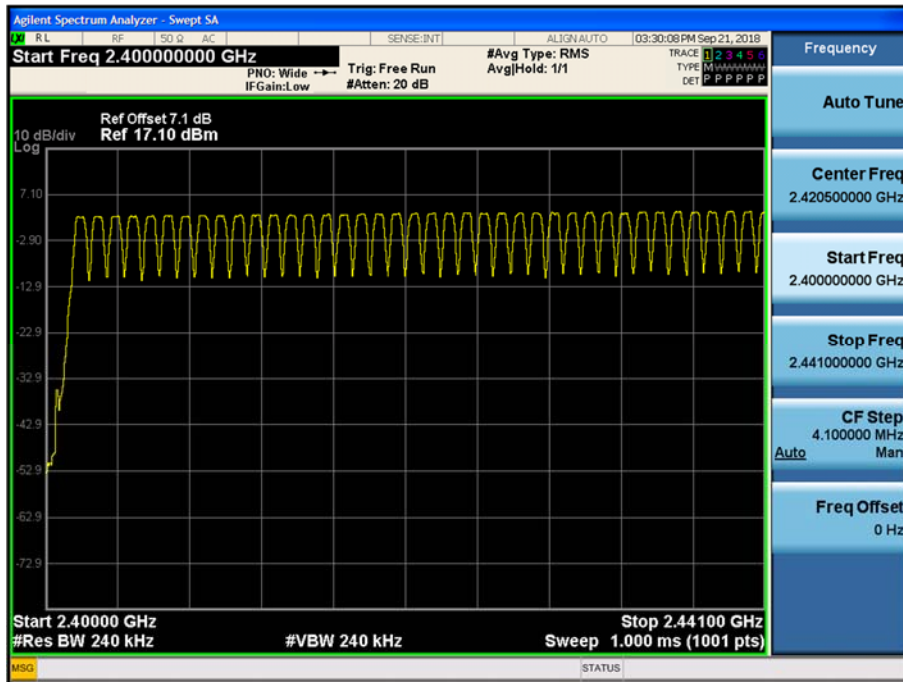 Agilent Spectrum Analyzer - Swept SA
LXI RL RF 50 Ω AC SENSE:INT ALIGN AUTO 03:30:08 PM Sep 21, 2018
Start Freq 2.400000000 GHz
PNO: Wide
IFGain:Low
Trig: Free Run
#Atten: 20 dB
#Avg Type: RMS
Avg|Hold: 1/1
TRACE 1 2 3 4 5 6
TYPE M
DET P P P P P P
Ref Offset 7.1 dB
10 dB/div Ref 17.10 dBm
Log
7.10
-2.90
-12.9
-22.9
-32.9
-42.9
-52.9
-62.9
-72.9
Start 2.40000 GHz Stop 2.44100 GHz
#Res BW 240 kHz #VBW 240 kHz Sweep 1.000 ms (1001 pts)
MSG STATUS
Frequency
Auto Tune
Center Freq
2.420500000 GHz
Start Freq
2.400000000 GHz
Stop Freq
2.441000000 GHz
CF Step
4.100000 MHz
Auto Man
Freq Offset
0 Hz